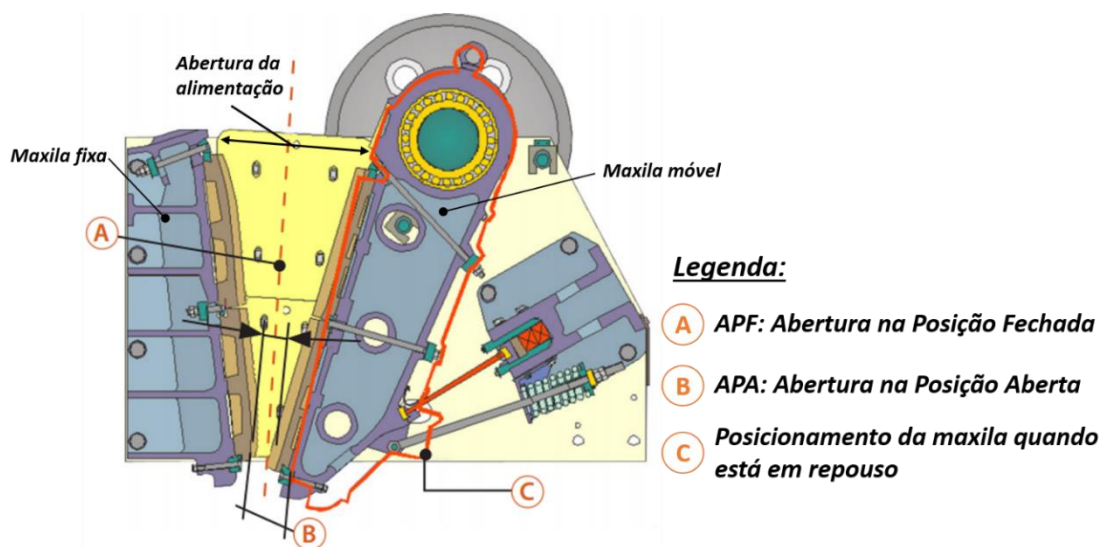 Abertura da
alimentação
Maxila fixa
Maxila móvel
A
Legenda:
A APF: Abertura na Posição Fechada
B APA: Abertura na Posição Aberta
C Posicionamento da maxila quando
está em repouso
C
B